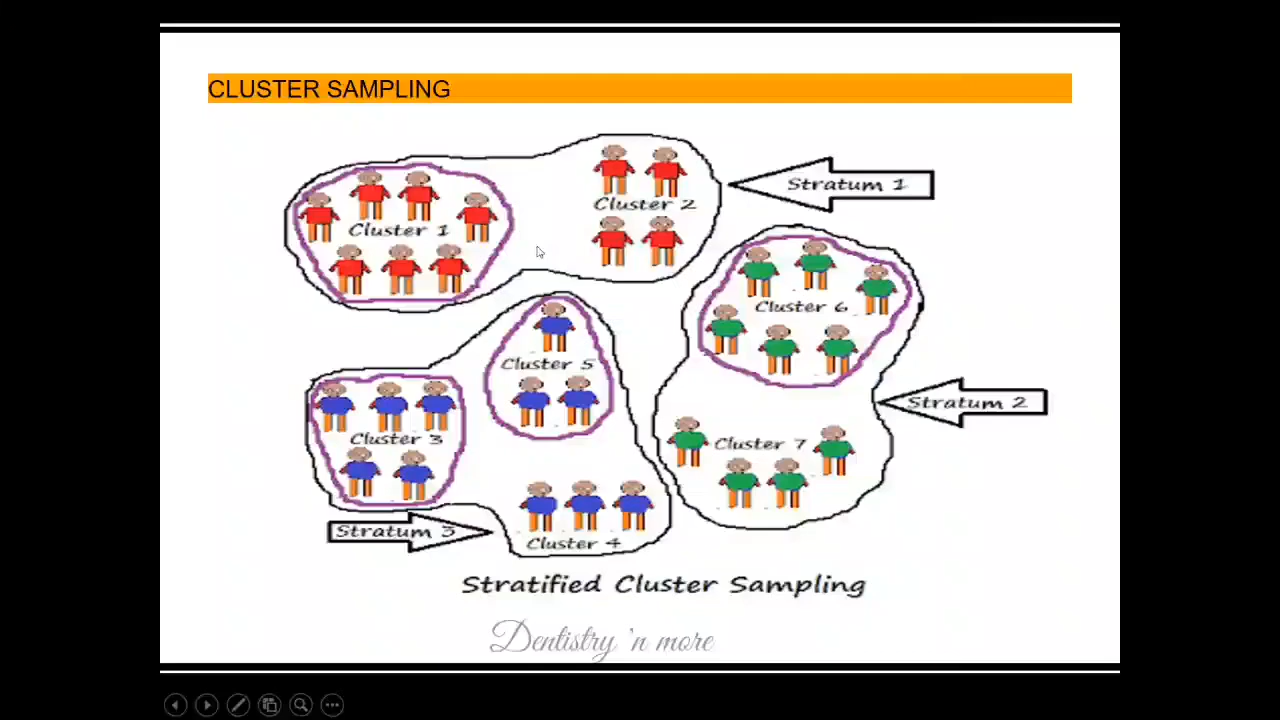 CLUSTER SAMPLING
Stratum 1
Cluster 2
Cluster 1
Cluster 6
Cluster 5
Stratum 2
Cluster 3
Cluster 7
Stratum 3
Cluster 4
Stratified Cluster Sampling
Dentistry 'n more